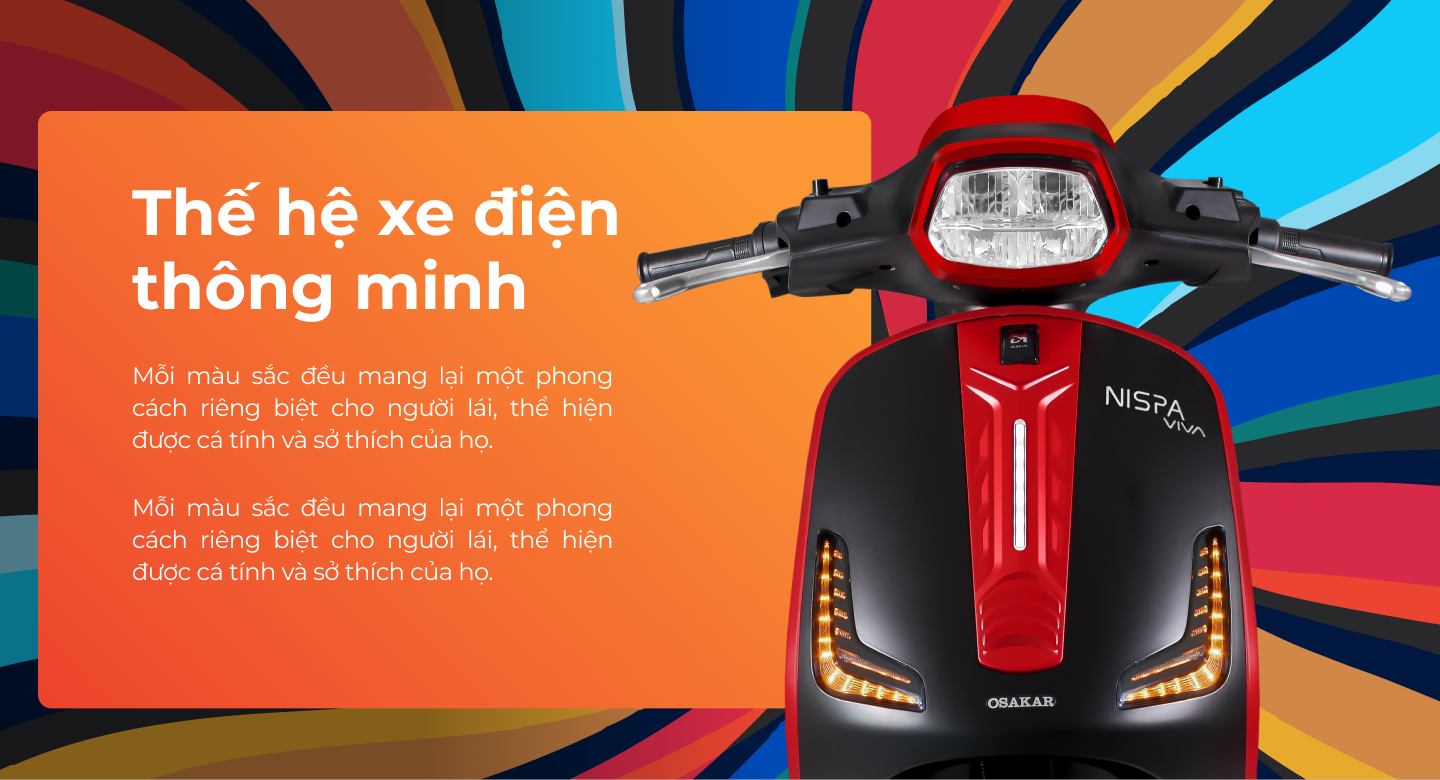 Thế hệ xe điện
thông minh
Mỗi màu sắc đều mang lại một phong
cách riêng biệt cho người lái, thể hiện
được cá tính và sở thích của họ.
Mỗi màu sắc đều mang lại một phong
cách riêng biệt cho người lái, thể hiện
được cá tính và sở thích của họ.
NISPA
VIVA
OSAKAR